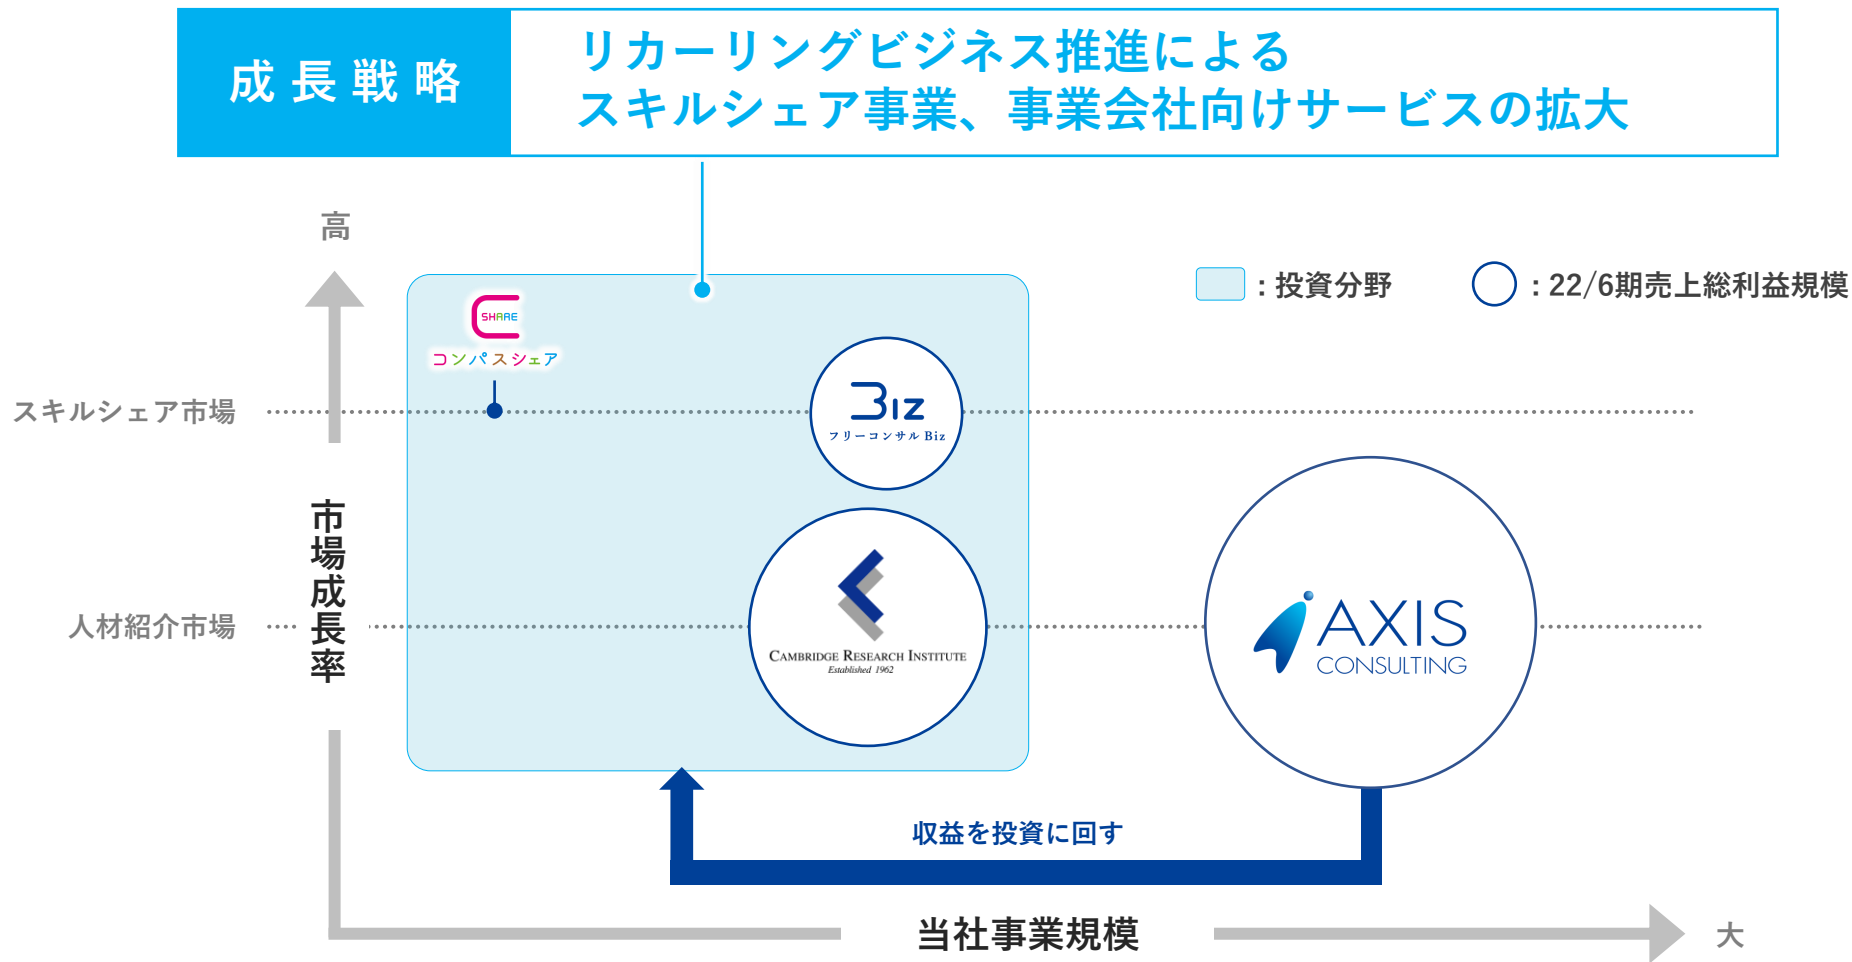 成長戦略
リカーリングビジネス推進による
スキルシェア事業、事業会社向けサービスの拡大
高
: 投資分野
: 22/6期売上総利益規模
SHARE
コンパスシェア
スキルシェア市場
Biz
フリーコンサル Biz
市場成長率
人材紹介市場
CAMBRIDGE RESEARCH INSTITUTE
Established 1962
AXIS
CONSULTING
収益を投資に回す
当社事業規模
大